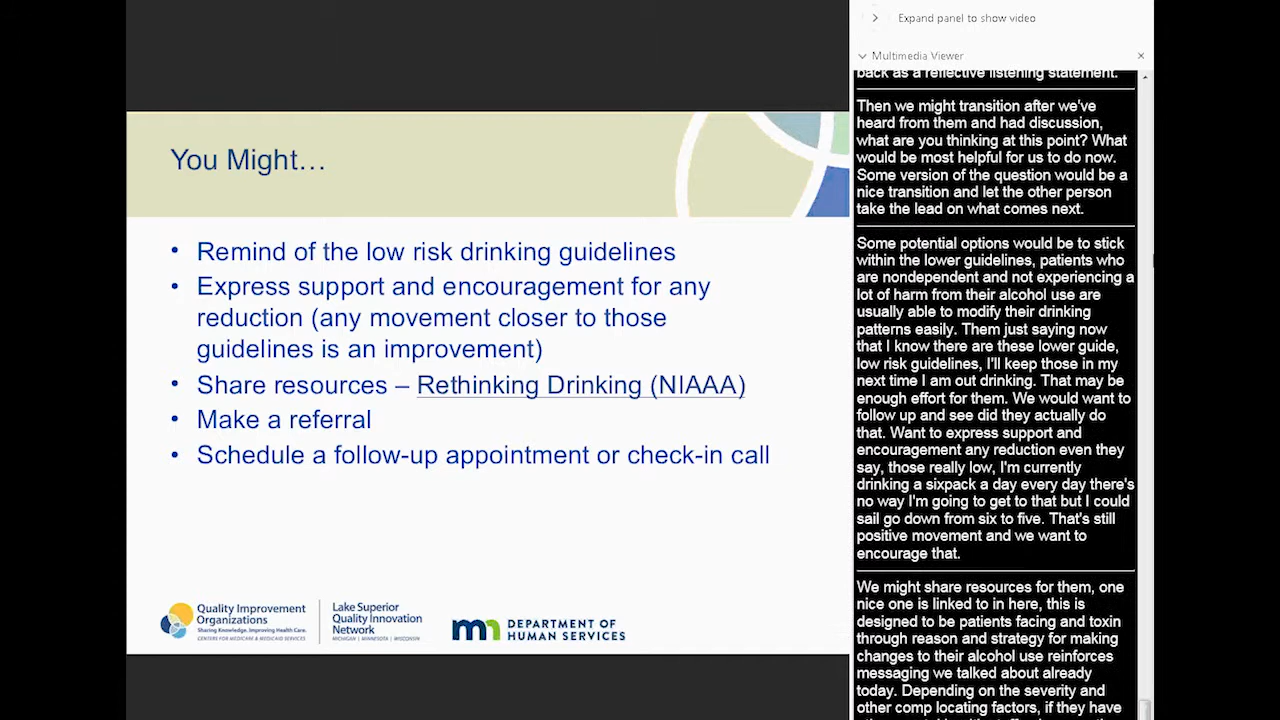 You Might…
• Remind of the low risk drinking guidelines
• Express support and encouragement for any
reduction (any movement closer to those
guidelines is an improvement)
• Share resources – Rethinking Drinking (NIAAA)
• Make a referral
• Schedule a follow-up appointment or check-in call
Quality Improvement
Organizations
Sharing Knowledge. Improving Health Care.
CENTERS FOR MEDICARE & MEDICAID SERVICES
Lake Superior
Quality Innovation
Network
MICHIGAN | MINNESOTA | WISCONSIN
mn DEPARTMENT OF
HUMAN SERVICES
Expand panel to show video
Multimedia Viewer
back as a reflective listening statement.
Then we might transition after we've
heard from them and had discussion,
what are you thinking at this point? What
would be most helpful for us to do now.
Some version of the question would be a
nice transition and let the other person
take the lead on what comes next.
Some potential options would be to stick
within the lower guidelines, patients who
are nondependent and not experiencing a
lot of harm from their alcohol use are
usually able to modify their drinking
patterns easily. Them just saying now
that I know there are these lower guide,
low risk guidelines, I'll keep those in my
next time I am out drinking. That may be
enough effort for them. We would want to
follow up and see did they actually do
that. Want to express support and
encouragement any reduction even they
say, those really low, I'm currently
drinking a sixpack a day every day there's
no way I'm going to get to that but I could
sail go down from six to five. That's still
positive movement and we want to
encourage that.
We might share resources for them, one
nice one is linked to in here, this is
designed to be patients facing and toxin
through reason and strategy for making
changes to their alcohol use reinforces
messaging we talked about already
today. Depending on the severity and
other comp locating factors, if they have